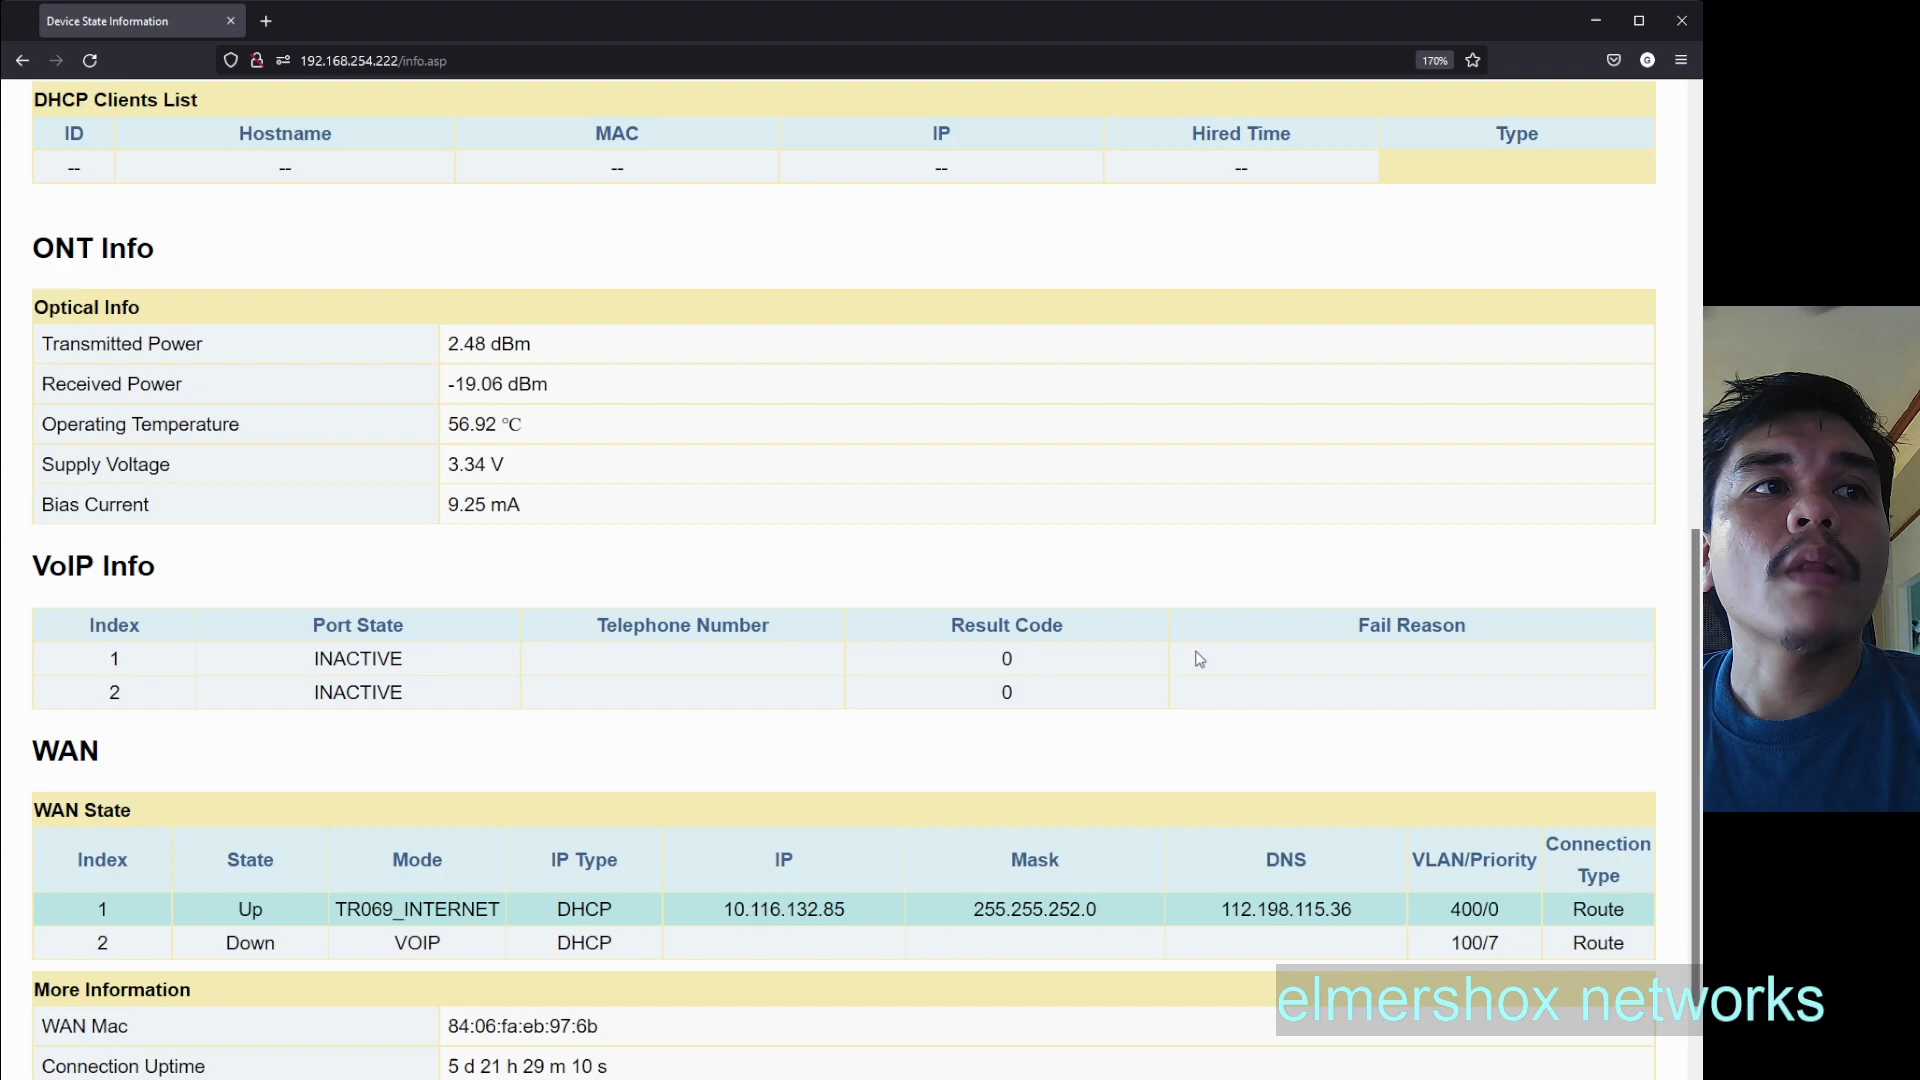 Device State Information
192.168.254.222/info.asp
170%
G
DHCP Clients List
ID Hostname MAC IP Hired Time Type
-- -- -- -- --
ONT Info
Optical Info
Transmitted Power 2.48 dBm
Received Power -19.06 dBm
Operating Temperature 56.92 ℃
Supply Voltage 3.34 V
Bias Current 9.25 mA
VoIP Info
Index Port State Telephone Number Result Code Fail Reason
1 INACTIVE 0
2 INACTIVE 0
WAN
WAN State
Index State Mode IP Type IP Mask DNS VLAN/Priority Connection Type
1 Up TR069_INTERNET DHCP 10.116.132.85 255.255.252.0 112.198.115.36 400/0 Route
2 Down VOIP DHCP 100/7 Route
More Information
WAN Mac 84:06:fa:eb:97:6b
Connection Uptime 5 d 21 h 29 m 10 s
elmershox networks